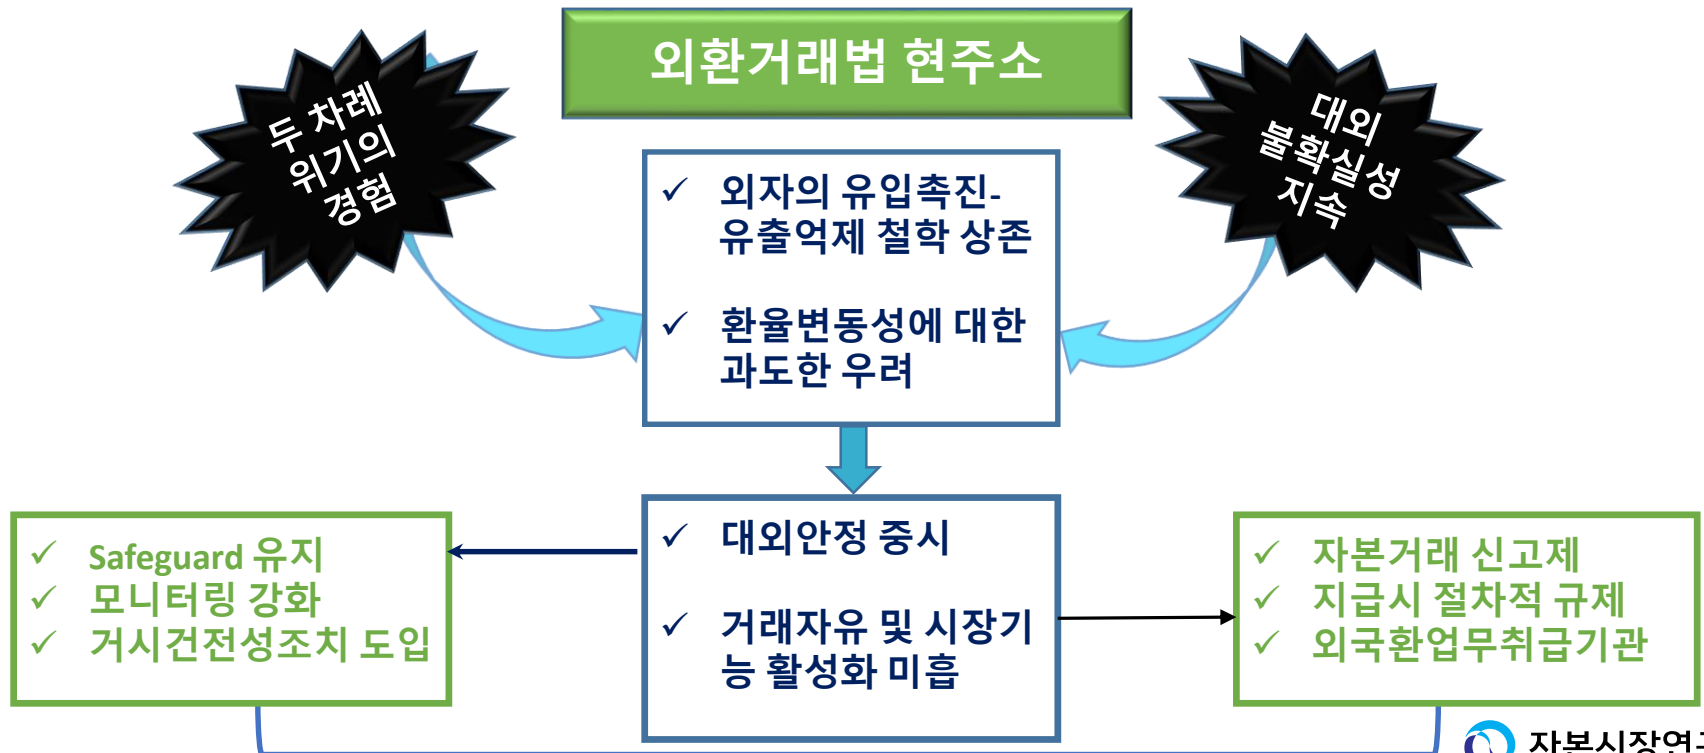 외환거래법 현주소
두 차례
위기의
경험
대외
불확실성
지속
✓ 외자의 유입촉진-
유출억제 철학 상존
✓ 환율변동성에 대한
과도한 우려
✓ Safeguard 유지
✓ 모니터링 강화
✓ 거시건전성조치 도입
✓ 대외안정 중시
✓ 거래자유 및 시장기
능 활성화 미흡
✓ 자본거래 신고제
✓ 지급시 절차적 규제
✓ 외국환업무취급기관
자본시장연